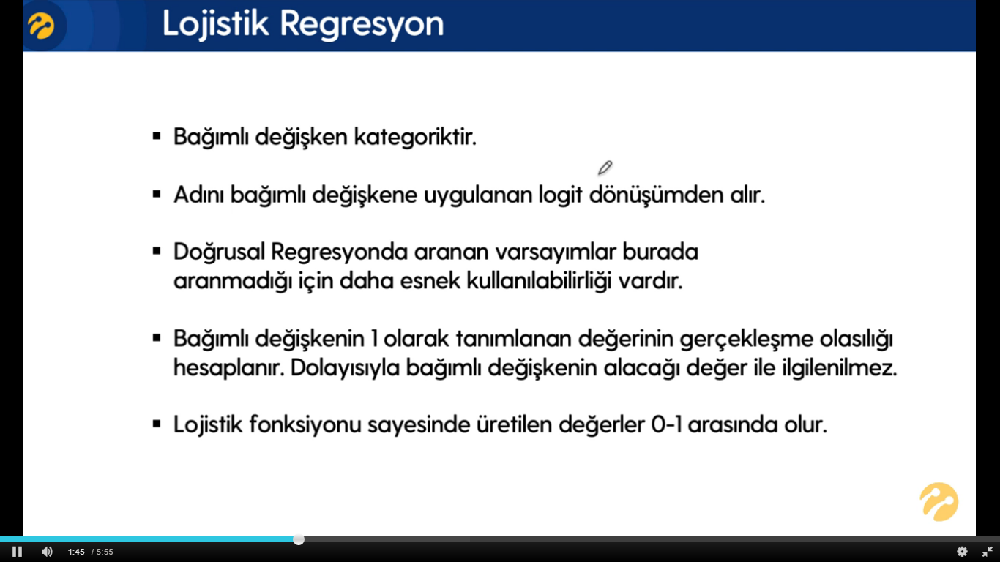 Lojistik Regresyon
▪ Bağımlı değişken kategoriktir.
▪ Adını bağımlı değişkene uygulanan logit dönüşümden alır.
▪ Doğrusal Regresyonda aranan varsayımlar burada
aranmadığı için daha esnek kullanılabilirliği vardır.
▪ Bağımlı değişkenin 1 olarak tanımlanan değerinin gerçekleşme olasılığı
hesaplanır. Dolayısıyla bağımlı değişkenin alacağı değer ile ilgilenilmez.
▪ Lojistik fonksiyonu sayesinde üretilen değerler 0-1 arasında olur.
1:45 / 5:55